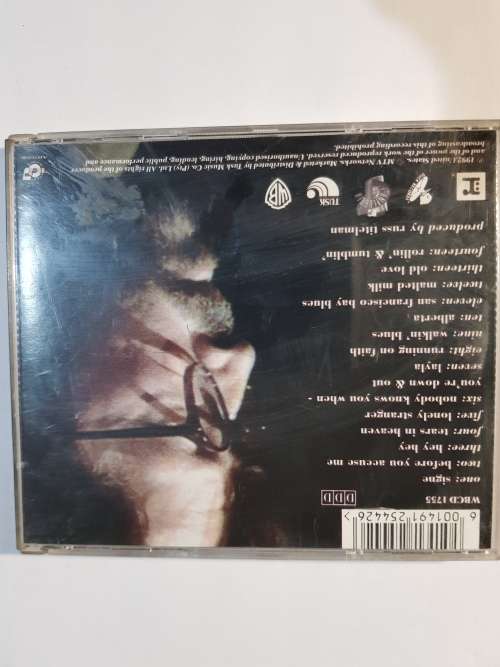 6 001491 254426 >
WBCD 1755
DDD
one: signe
two: before you accuse me
three: hey hey
four: tears in heaven
five: lonely stranger
six: nobody knows you when -
you're down & out
seven: layla
eight: running on faith
nine: walkin' blues
ten: alberta
eleven: san francisco bay blues
twelve: malted milk
thirteen: old love
fourteen: rollin' & tumblin'
produced by russ titelman
TUSK
MTV Networks. Marketed & Distributed by Tusk Music Co. (Pty) Ltd. All rights of the producer
and of the owner of the work reproduced reserved. Unauthorised copying, hiring, lending, public performance and
broadcasting of this recording prohibited.